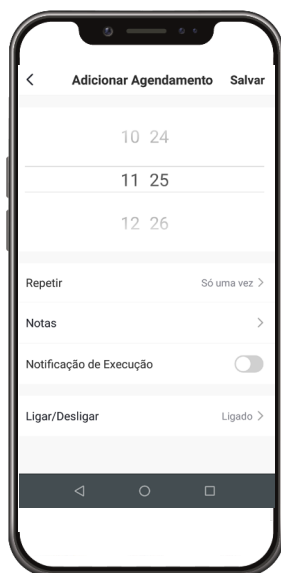 Adicionar Agendamento Salvar
10 24
11 25
12 26
Repetir Só uma vez
Notas
Notificação de Execução
Ligar/Desligar Ligado